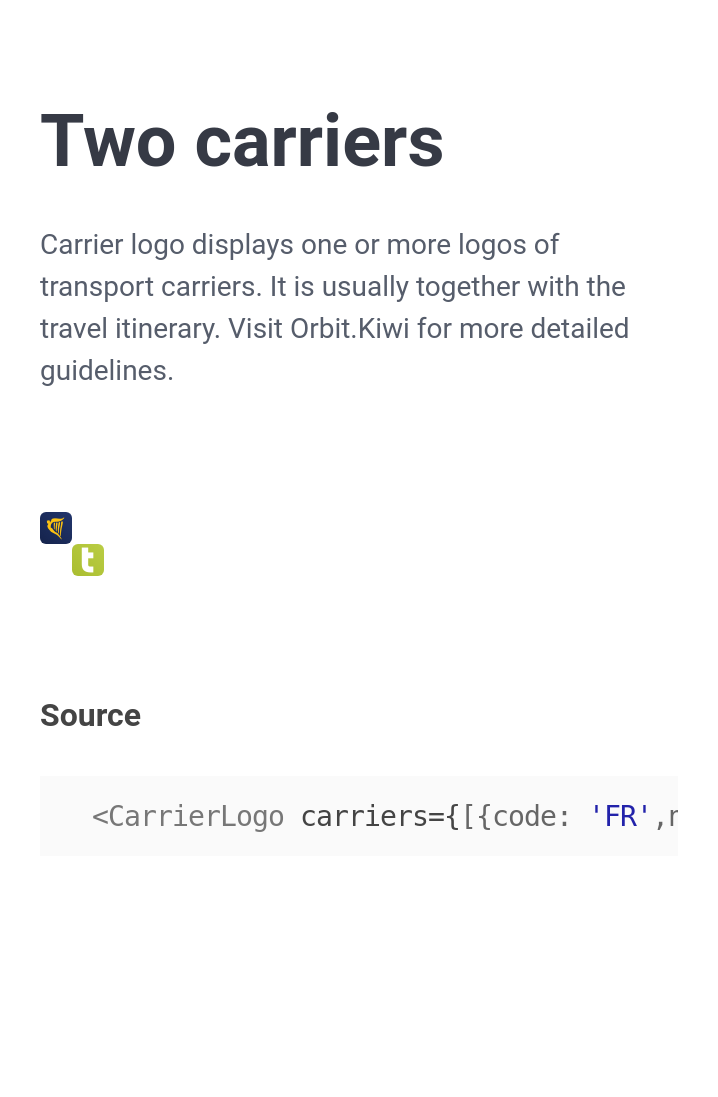 Two carriers
Carrier logo displays one or more logos of
transport carriers. It is usually together with the
travel itinerary. Visit Orbit.Kiwi for more detailed
guidelines.
t
Source
<CarrierLogo carriers={[{code: 'FR',